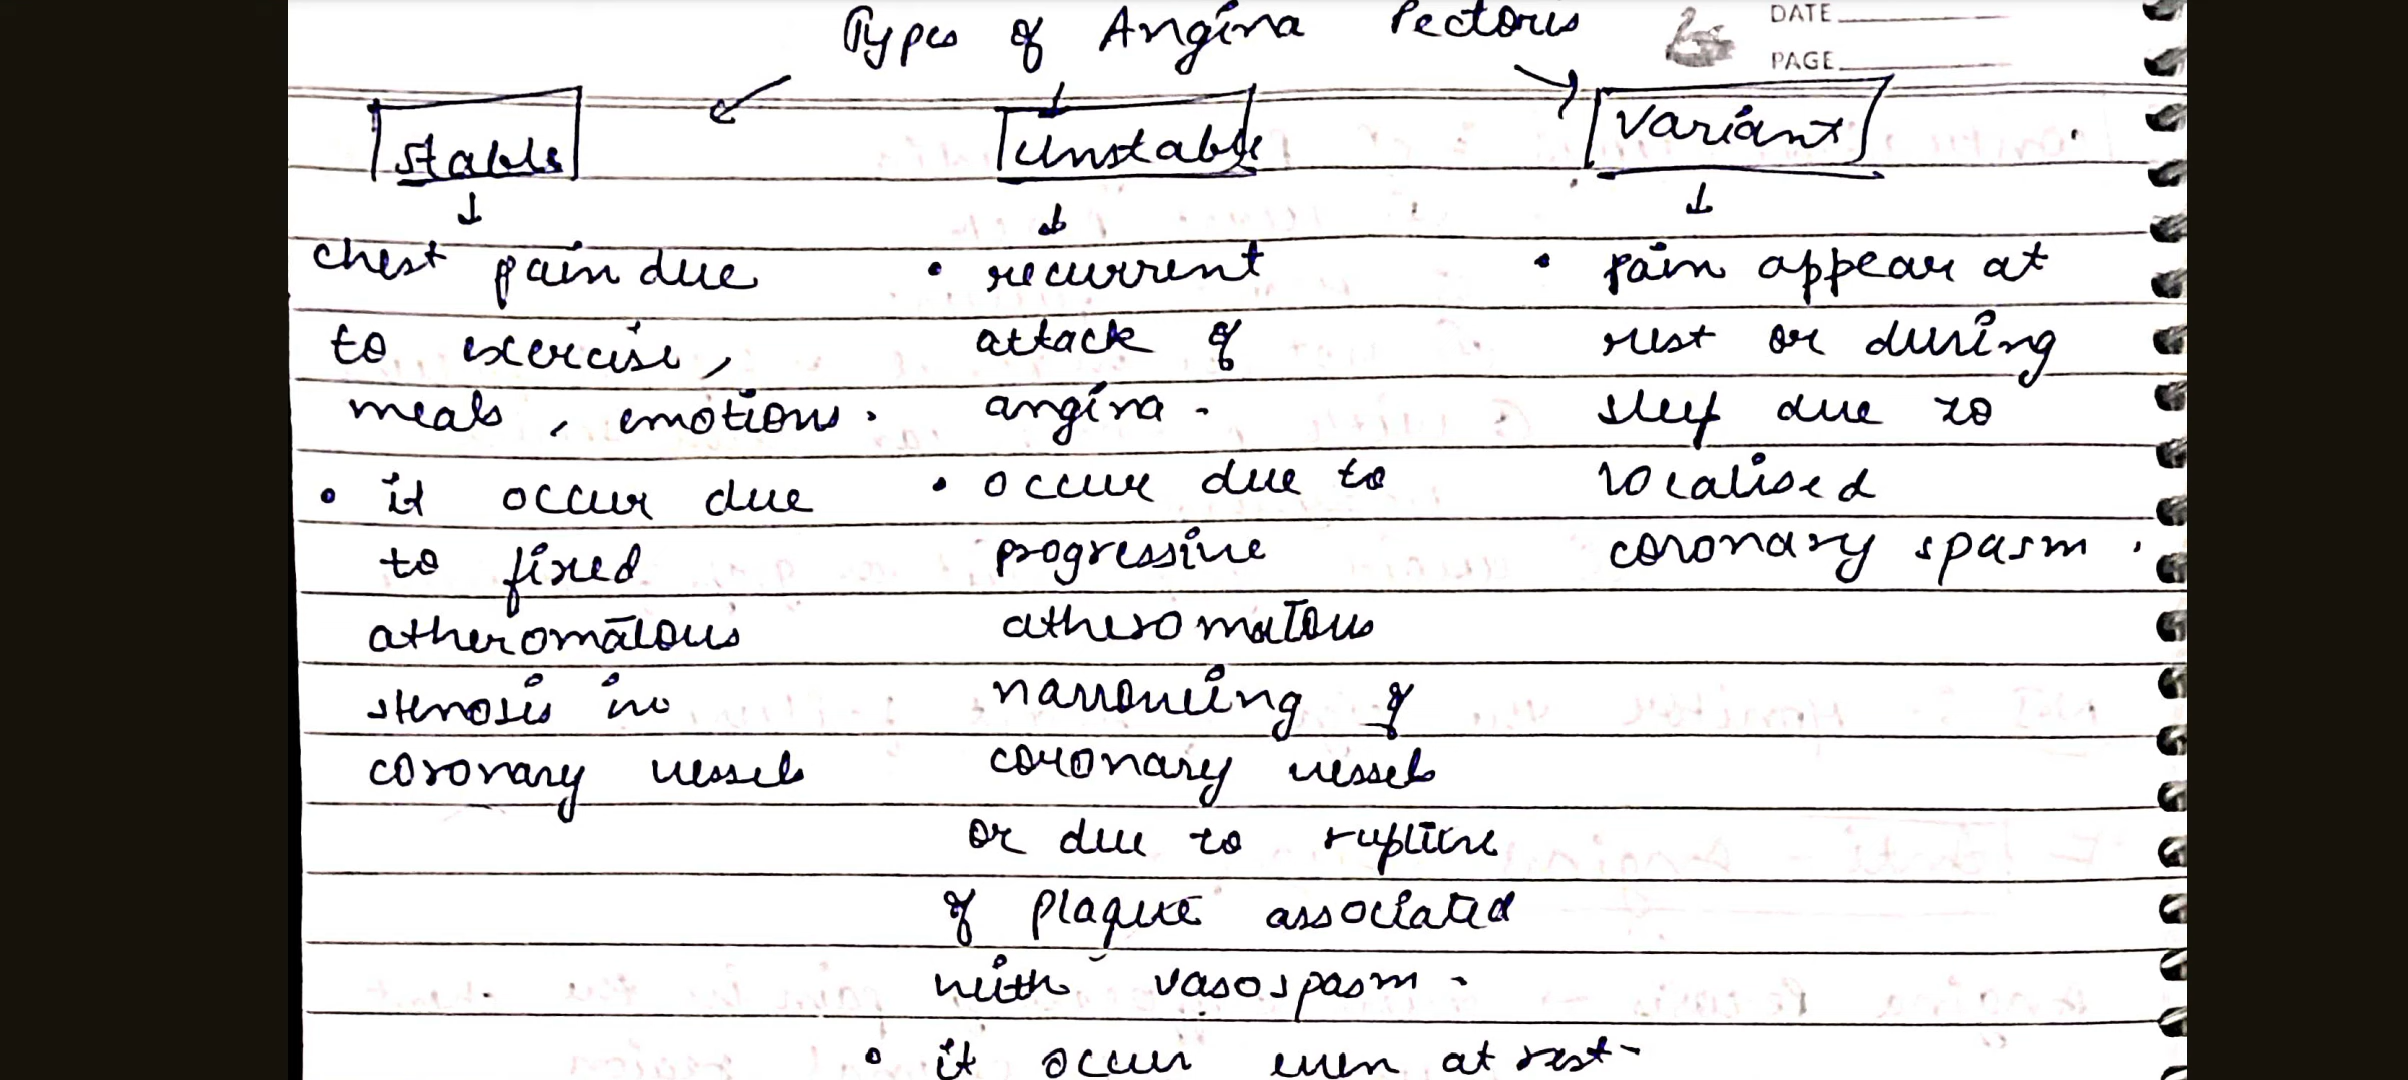 Types of Angina Pectoris
DATE
PAGE
stable
unstable
variant
chest pain due
to exercise,
meals, emotions.
• it occur due
to fixed
atheromatous
stenosis in
coronary vessels
• recurrent
attack of
angina.
• occur due to
progressive
atheromatous
narrowing of
coronary vessels
or due to rupture
of plaque associated
with vasospasm.
• it occur even at rest-
• pain appear at
rest or during
sleep due to
localised
coronary spasm.